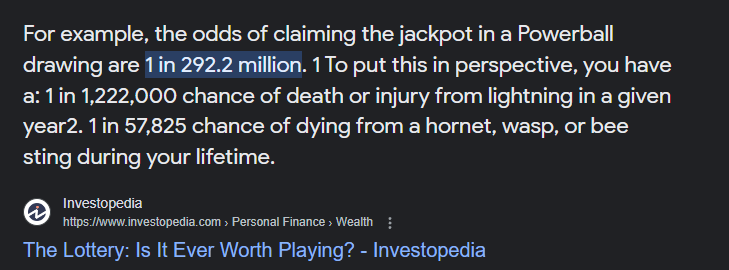 For example, the odds of claiming the jackpot in a Powerball
drawing are 1 in 292.2 million. 1 To put this in perspective, you have
a: 1 in 1,222,000 chance of death or injury from lightning in a given
year2. 1 in 57,825 chance of dying from a hornet, wasp, or bee
sting during your lifetime.
Investopedia
https://www.investopedia.com › Personal Finance › Wealth
The Lottery: Is It Ever Worth Playing? - Investopedia